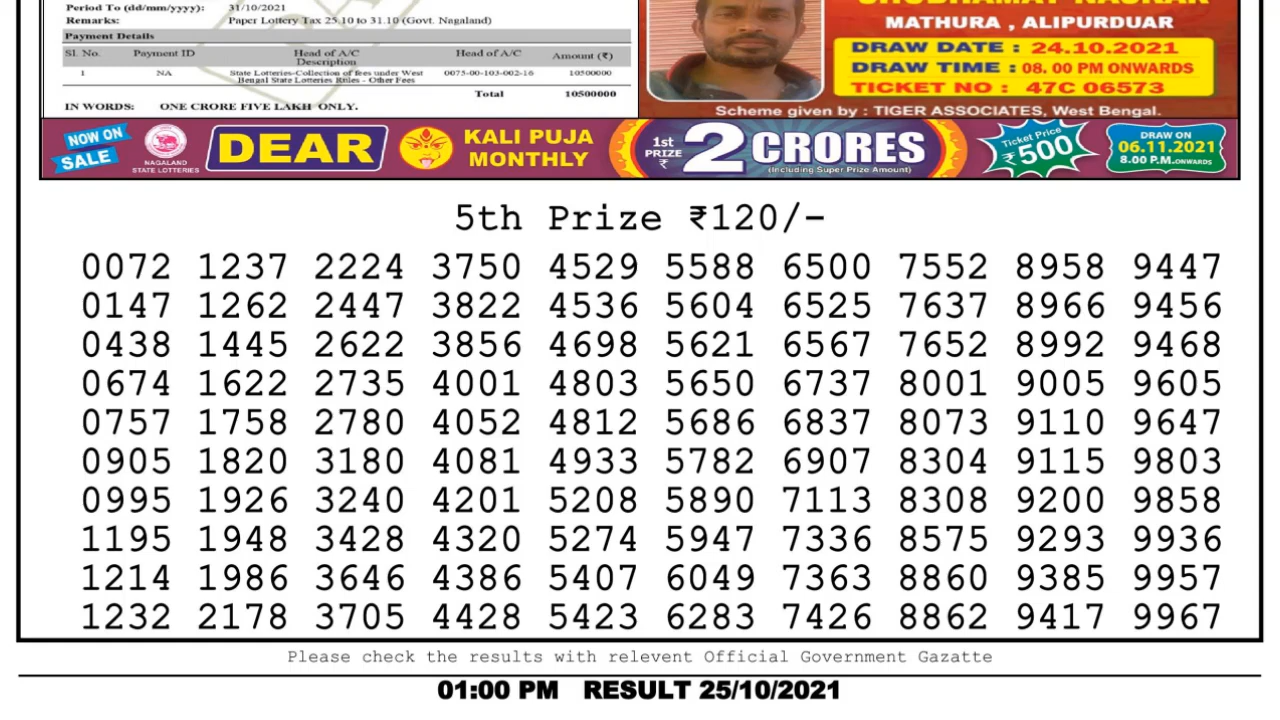 Period To (dd/mm/yyyy): 31/10/2021
Remarks: Paper Lottery Tax 25.10 to 31.10 (Govt. Nagaland)
Payment Details
Sl. No. Payment ID Head of A/C Description Head of A/C Amount (₹)
1 NA State Lotteries-Collection of fees under West Bengal State Lotteries Rules - Other Fees 0075-00-103-002-16 10500000
Total 10500000
IN WORDS: ONE CRORE FIVE LAKH ONLY.
MATHURA , ALIPURDUAR
DRAW DATE : 24.10.2021
DRAW TIME : 08. 00 PM ONWARDS
TICKET NO : 47C 06573
Scheme given by : TIGER ASSOCIATES, West Bengal.
NOW ON
SALE
NAGALAND
STATE LOTTERIES
DEAR
KALI PUJA
MONTHLY
1st
PRIZE
₹
2 CRORES
(Including Super Prize Amount)
Ticket Price
₹500
DRAW ON
06.11.2021
8.00 P.M.ONWARDS
5th Prize ₹120/-
0072 1237 2224 3750 4529 5588 6500 7552 8958 9447
0147 1262 2447 3822 4536 5604 6525 7637 8966 9456
0438 1445 2622 3856 4698 5621 6567 7652 8992 9468
0674 1622 2735 4001 4803 5650 6737 8001 9005 9605
0757 1758 2780 4052 4812 5686 6837 8073 9110 9647
0905 1820 3180 4081 4933 5782 6907 8304 9115 9803
0995 1926 3240 4201 5208 5890 7113 8308 9200 9858
1195 1948 3428 4320 5274 5947 7336 8575 9293 9936
1214 1986 3646 4386 5407 6049 7363 8860 9385 9957
1232 2178 3705 4428 5423 6283 7426 8862 9417 9967
Please check the results with relevent Official Government Gazatte
01:00 PM RESULT 25/10/2021